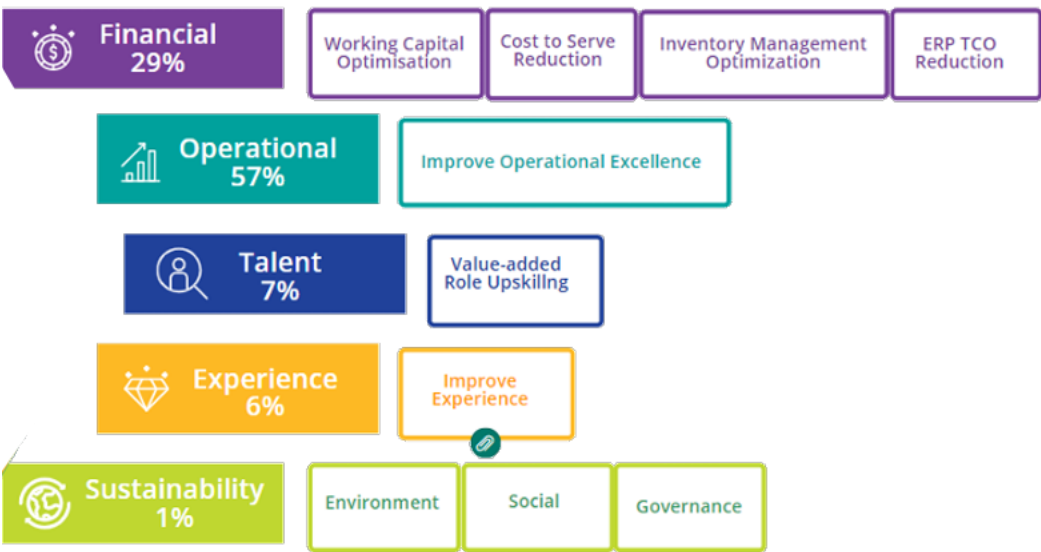 Financial
29%
Working Capital
Optimisation
Cost to Serve
Reduction
Inventory Management
Optimization
ERP TCO
Reduction
Operational
57%
Improve Operational Excellence
Talent
7%
Value-added
Role Upskillng
Experience
6%
Improve
Experience
Sustainability
1%
Environment
Social
Governance